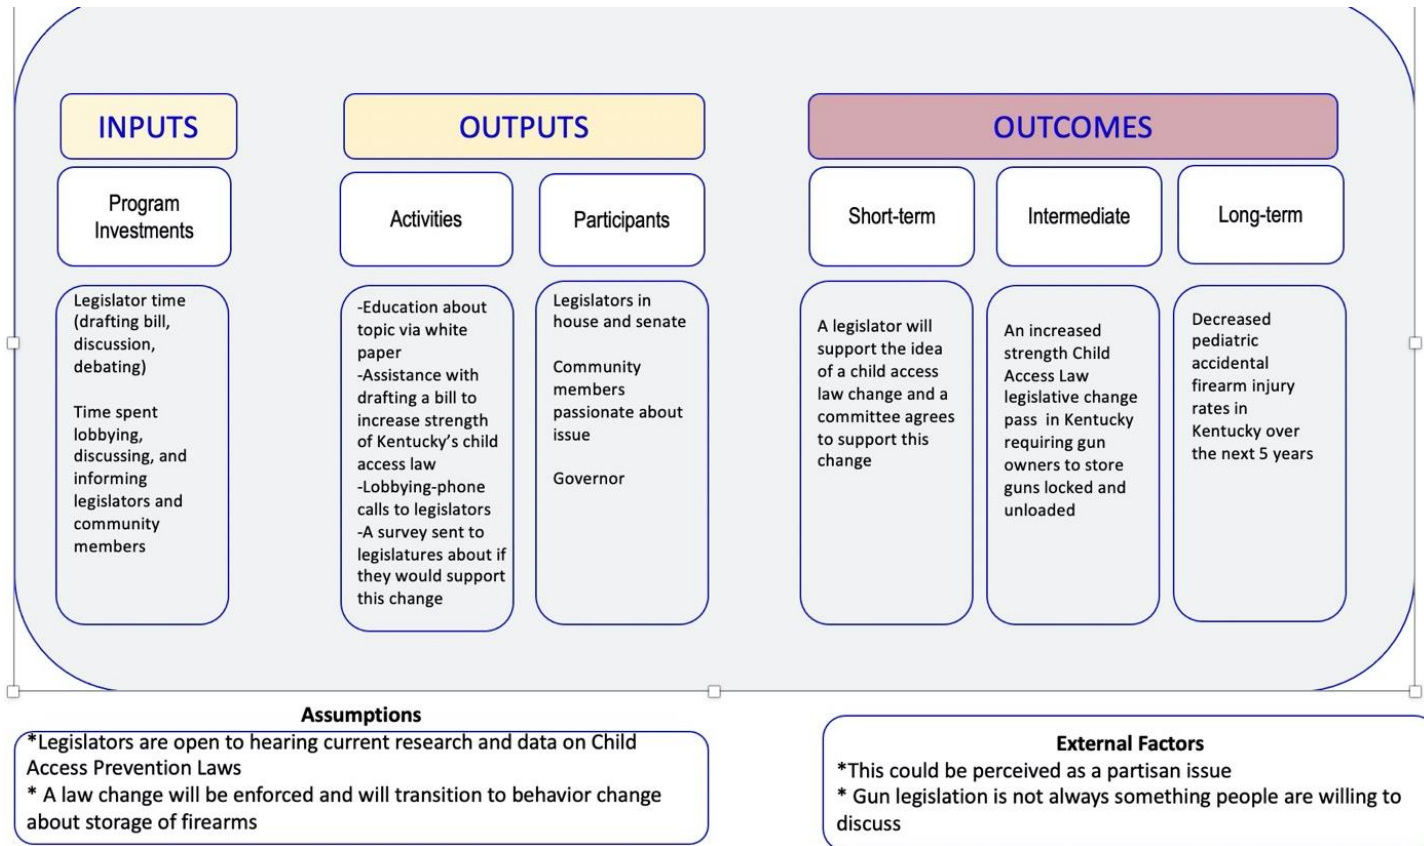 INPUTS
OUTPUTS
OUTCOMES
Program
Investments
Activities
Participants
Short-term
Intermediate
Long-term
Legislator time
(drafting bill,
discussion,
debating)
Time spent
lobbying,
discussing, and
informing
legislators and
community
members
-Education about
topic via white
paper
-Assistance with
drafting a bill to
increase strength
of Kentucky’s child
access law
-Lobbying-phone
calls to legislators
-A survey sent to
legislatures about if
they would support
this change
Legislators in
house and senate
Community
members
passionate about
issue
Governor
A legislator will
support the idea
of a child access
law change and a
committee agrees
to support this
change
An increased
strength Child
Access Law
legislative change
pass in Kentucky
requiring gun
owners to store
guns locked and
unloaded
Decreased
pediatric
accidental
firearm injury
rates in
Kentucky over
the next 5 years
Assumptions
*Legislators are open to hearing current research and data on Child
Access Prevention Laws
* A law change will be enforced and will transition to behavior change
about storage of firearms
External Factors
*This could be perceived as a partisan issue
* Gun legislation is not always something people are willing to
discuss